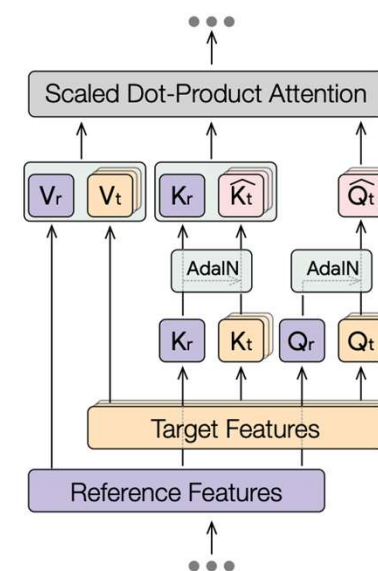 Scaled Dot-Product Attention
Vr Vt Kr K̂t Q̂t
AdaIN AdaIN
Kr Kt Qr Qt
Target Features
Reference Features